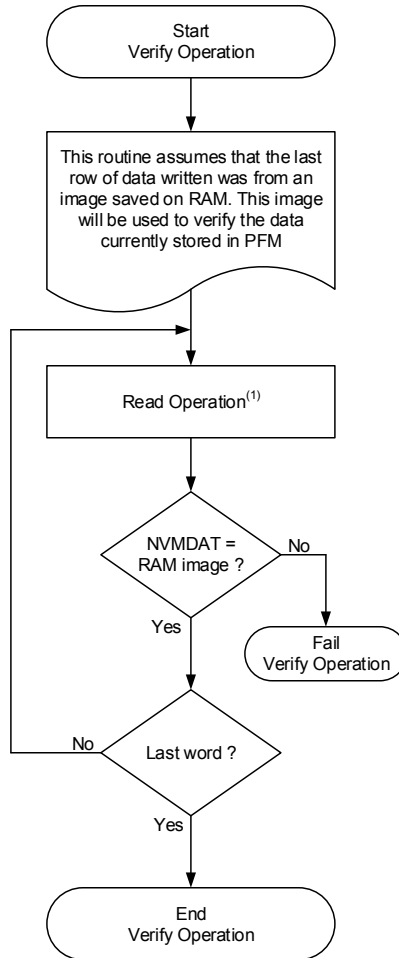 Start
Verify Operation
This routine assumes that the last
row of data written was from an
image saved on RAM. This image
will be used to verify the data
currently stored in PFM
Read Operation(1)
NVMDAT =
RAM image ?
No
Yes
Fail
Verify Operation
Last word ?
No
Yes
End
Verify Operation